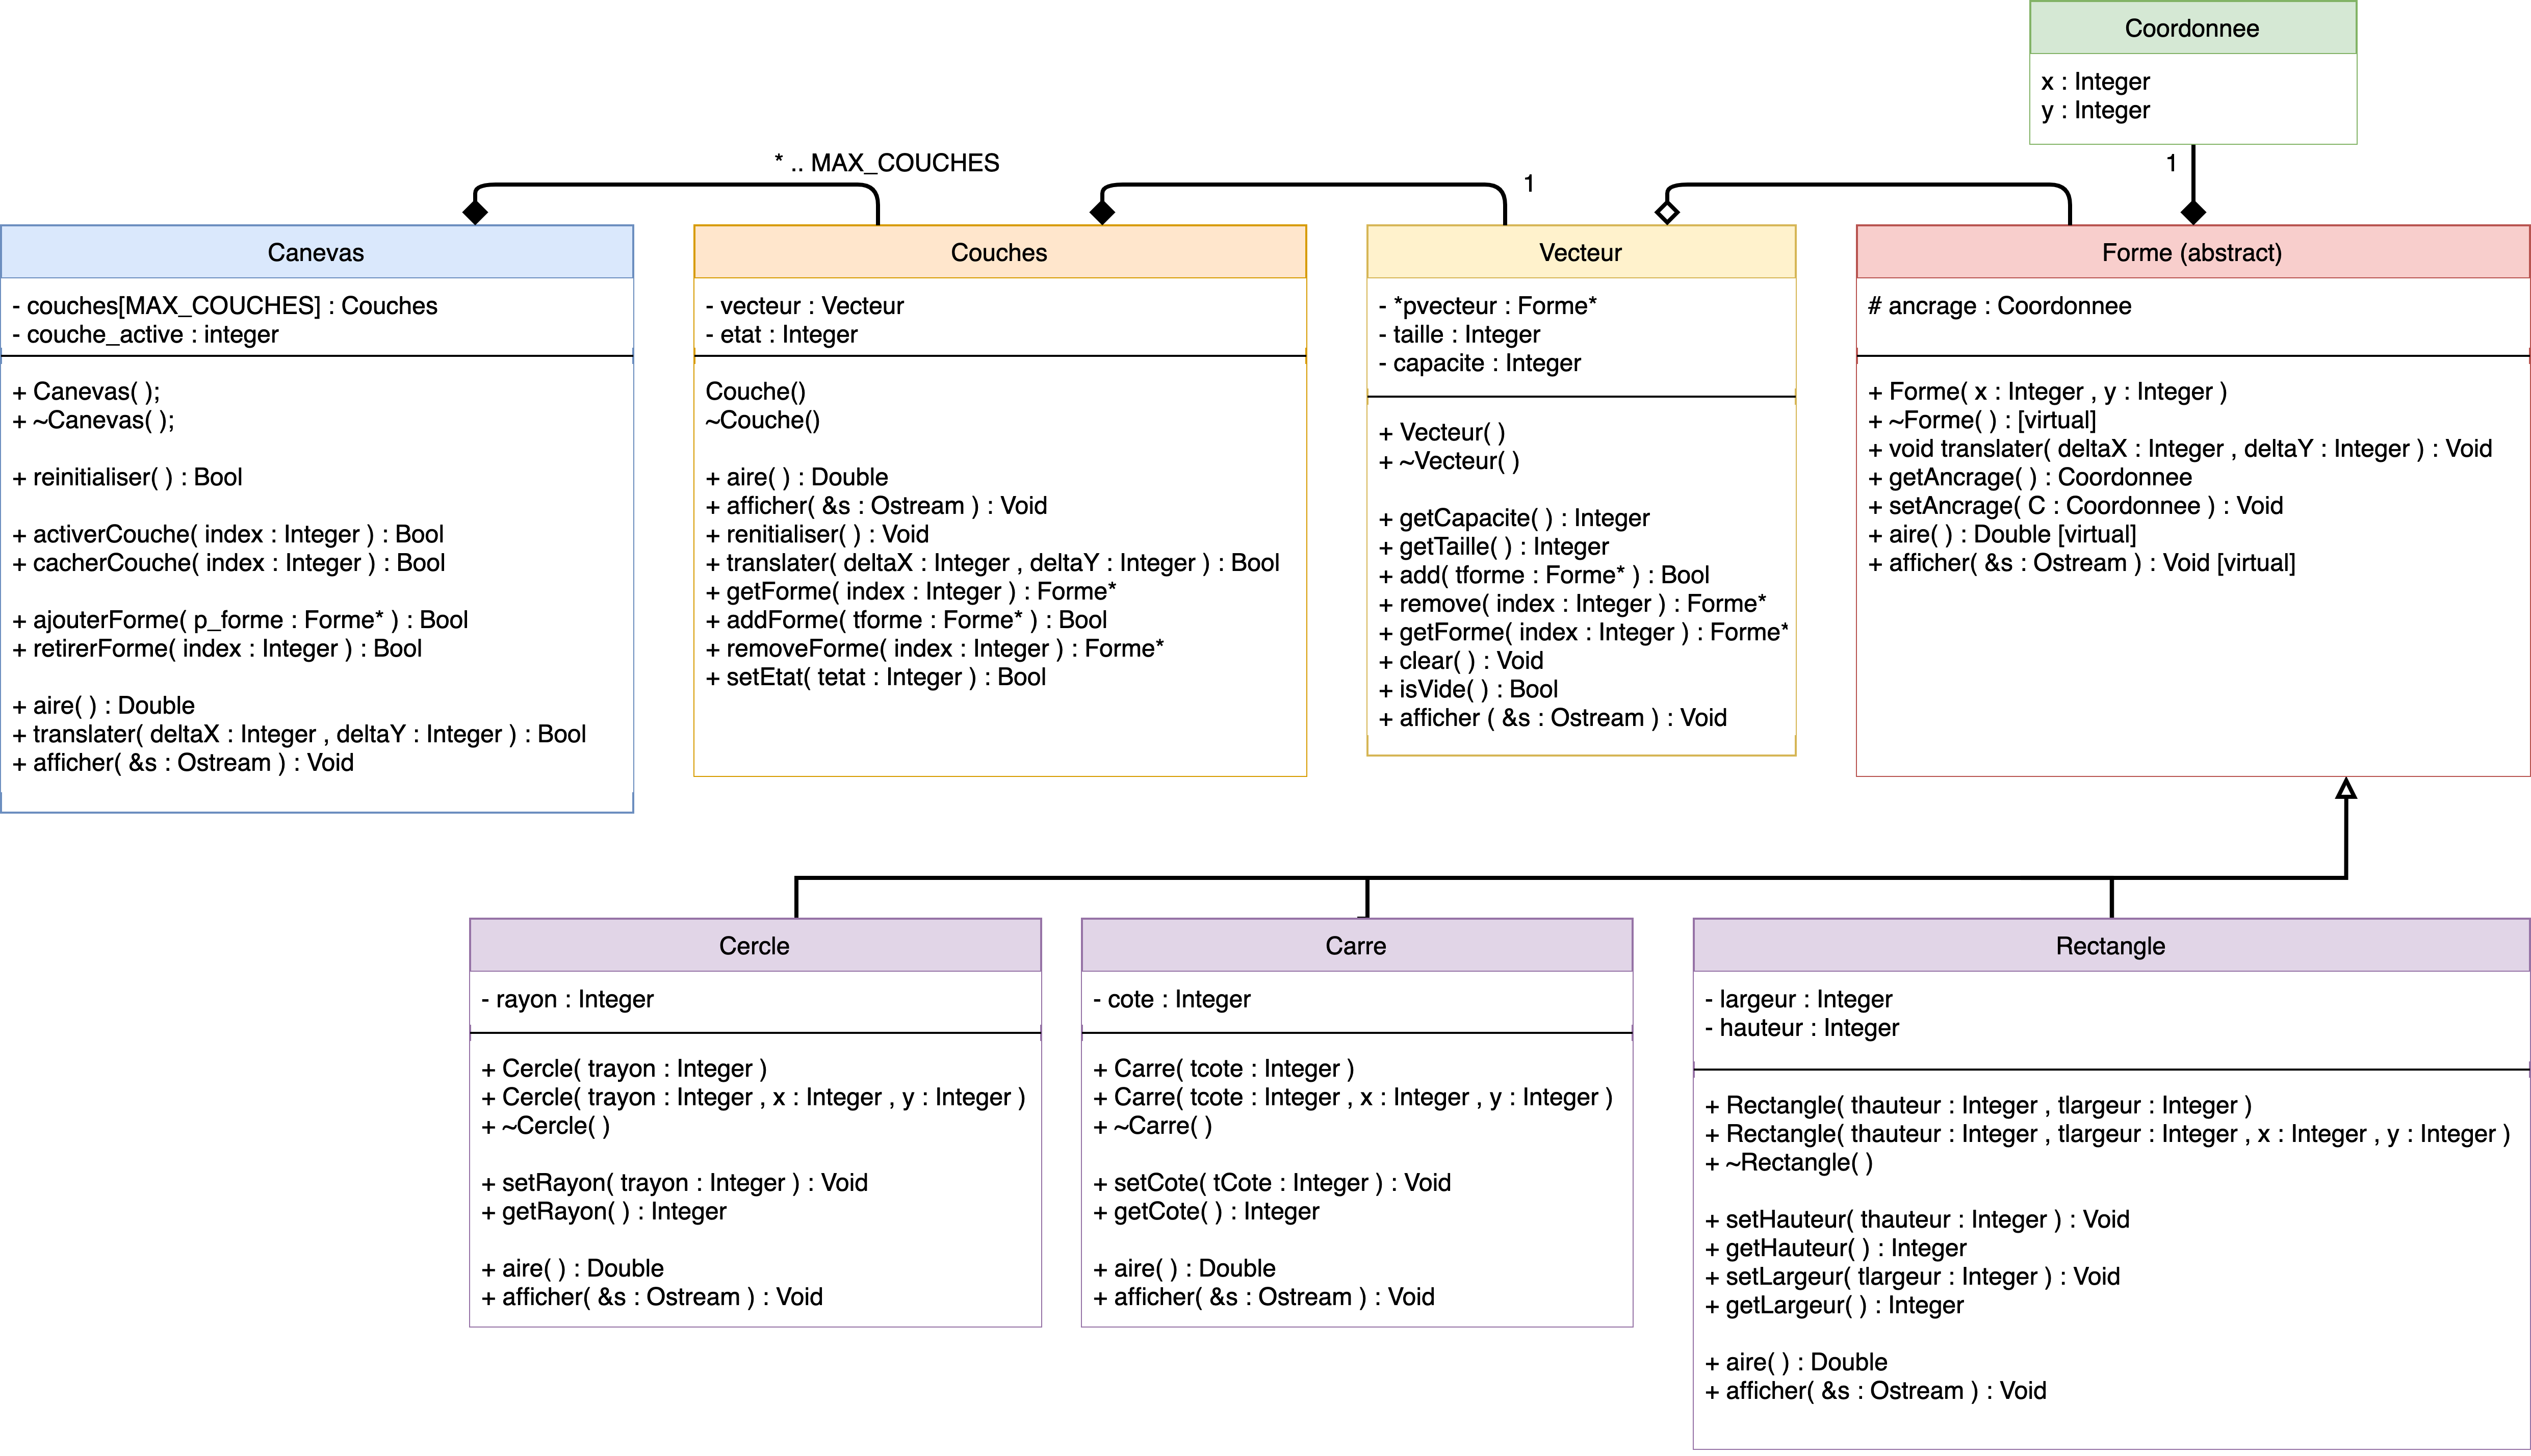 Coordonnee
x : Integer
y : Integer
1
* .. MAX_COUCHES
1
Canevas
- couches[MAX_COUCHES] : Couches
- couche_active : integer
+ Canevas( );
+ ~Canevas( );
+ reinitialiser( ) : Bool
+ activerCouche( index : Integer ) : Bool
+ cacherCouche( index : Integer ) : Bool
+ ajouterForme( p_forme : Forme* ) : Bool
+ retirerForme( index : Integer ) : Bool
+ aire( ) : Double
+ translater( deltaX : Integer , deltaY : Integer ) : Bool
+ afficher( &s : Ostream ) : Void
Couches
- vecteur : Vecteur
- etat : Integer
Couche()
~Couche()
+ aire( ) : Double
+ afficher( &s : Ostream ) : Void
+ renitialiser( ) : Void
+ translater( deltaX : Integer , deltaY : Integer ) : Bool
+ getForme( index : Integer ) : Forme*
+ addForme( tforme : Forme* ) : Bool
+ removeForme( index : Integer ) : Forme*
+ setEtat( tetat : Integer ) : Bool
Vecteur
- *pvecteur : Forme*
- taille : Integer
- capacite : Integer
+ Vecteur( )
+ ~Vecteur( )
+ getCapacite( ) : Integer
+ getTaille( ) : Integer
+ add( tforme : Forme* ) : Bool
+ remove( index : Integer ) : Forme*
+ getForme( index : Integer ) : Forme*
+ clear( ) : Void
+ isVide( ) : Bool
+ afficher ( &s : Ostream ) : Void
Forme (abstract)
# ancrage : Coordonnee
+ Forme( x : Integer , y : Integer )
+ ~Forme( ) : [virtual]
+ void translater( deltaX : Integer , deltaY : Integer ) : Void
+ getAncrage( ) : Coordonnee
+ setAncrage( C : Coordonnee ) : Void
+ aire( ) : Double [virtual]
+ afficher( &s : Ostream ) : Void [virtual]
Cercle
- rayon : Integer
+ Cercle( trayon : Integer )
+ Cercle( trayon : Integer , x : Integer , y : Integer )
+ ~Cercle( )
+ setRayon( trayon : Integer ) : Void
+ getRayon( ) : Integer
+ aire( ) : Double
+ afficher( &s : Ostream ) : Void
Carre
- cote : Integer
+ Carre( tcote : Integer )
+ Carre( tcote : Integer , x : Integer , y : Integer )
+ ~Carre( )
+ setCote( tCote : Integer ) : Void
+ getCote( ) : Integer
+ aire( ) : Double
+ afficher( &s : Ostream ) : Void
Rectangle
- largeur : Integer
- hauteur : Integer
+ Rectangle( thauteur : Integer , tlargeur : Integer )
+ Rectangle( thauteur : Integer , tlargeur : Integer , x : Integer , y : Integer )
+ ~Rectangle( )
+ setHauteur( thauteur : Integer ) : Void
+ getHauteur( ) : Integer
+ setLargeur( tlargeur : Integer ) : Void
+ getLargeur( ) : Integer
+ aire( ) : Double
+ afficher( &s : Ostream ) : Void